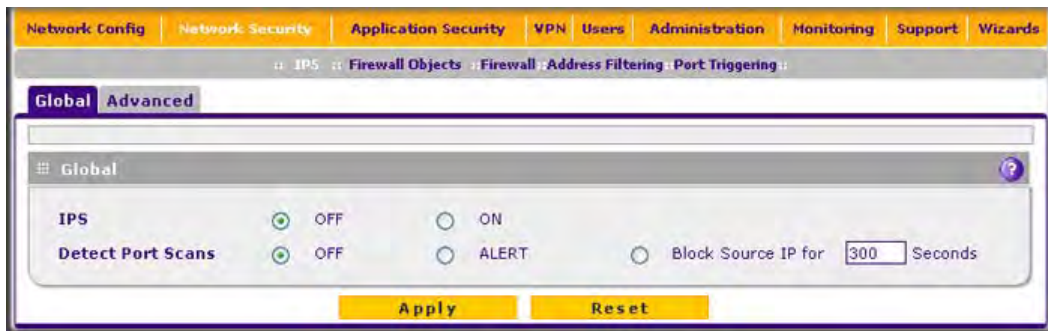 Network Config Network Security Application Security VPN Users Administration Monitoring Support Wizards
:: IPS :: Firewall Objects :: Firewall :: Address Filtering :: Port Triggering ::
Global Advanced
Global ?
IPS OFF ON
Detect Port Scans OFF ALERT Block Source IP for 300 Seconds
Apply Reset